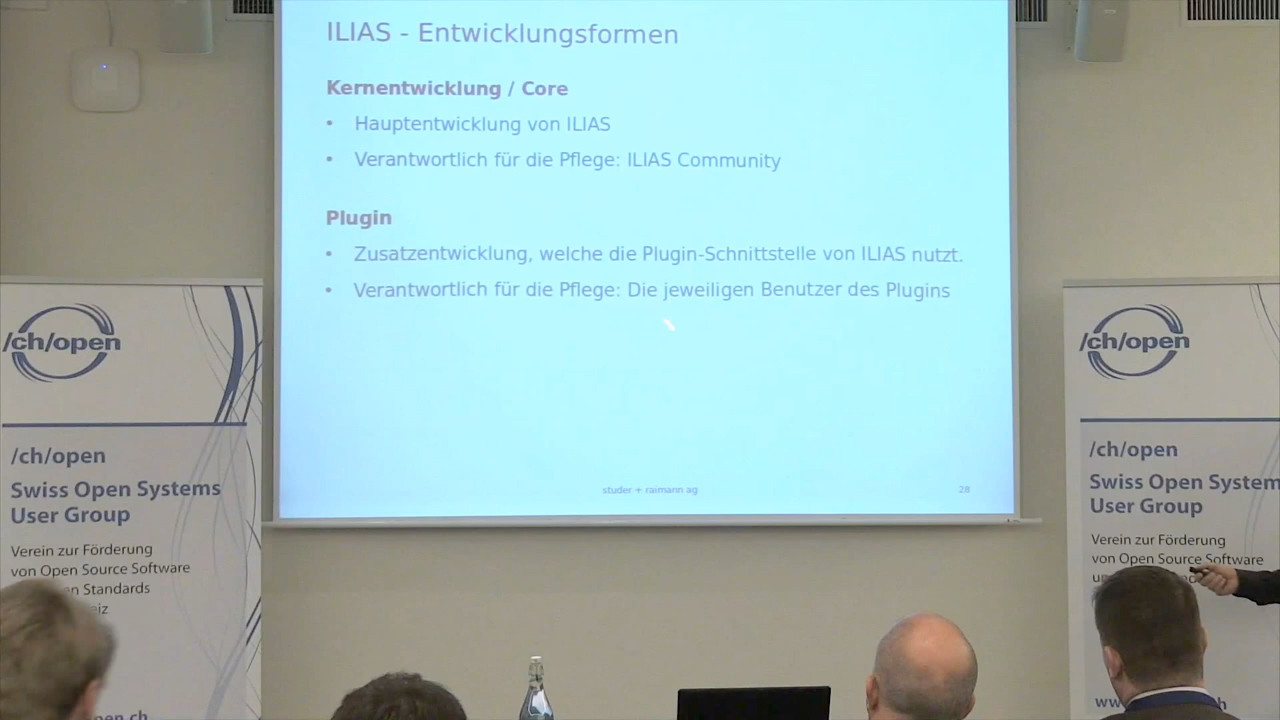 ILIAS - Entwicklungsformen
Kernentwicklung / Core
• Hauptentwicklung von ILIAS
• Verantwortlich für die Pflege: ILIAS Community
Plugin
• Zusatzentwicklung, welche die Plugin-Schnittstelle von ILIAS nutzt.
• Verantwortlich für die Pflege: Die jeweiligen Benutzer des Plugins
studer + raimann ag
28
/ch/open
/ch/open
Swiss Open Systems
User Group
Verein zur Förderung
von Open Source Software
Standards
/ch/open
/ch/open
Swiss Open System
User Group
Verein zur Förderung
von Open Source Software